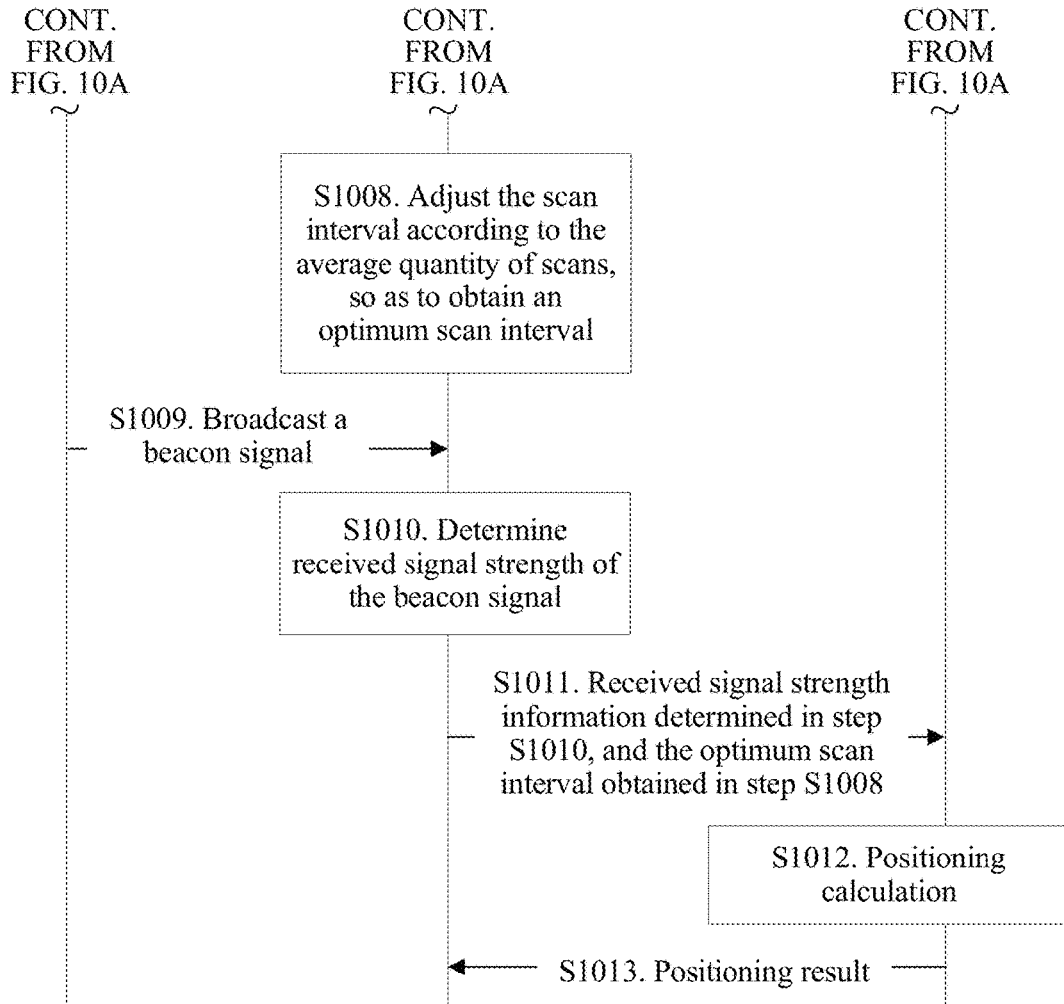 CONT.
FROM
FIG. 10A
CONT.
FROM
FIG. 10A
CONT.
FROM
FIG. 10A
S1008. Adjust the scan
interval according to the
average quantity of scans,
so as to obtain an
optimum scan interval
S1009. Broadcast a
beacon signal
S1010. Determine
received signal strength of
the beacon signal
S1011. Received signal strength
information determined in step
S1010, and the optimum scan
interval obtained in step S1008
S1012. Positioning
calculation
S1013. Positioning result